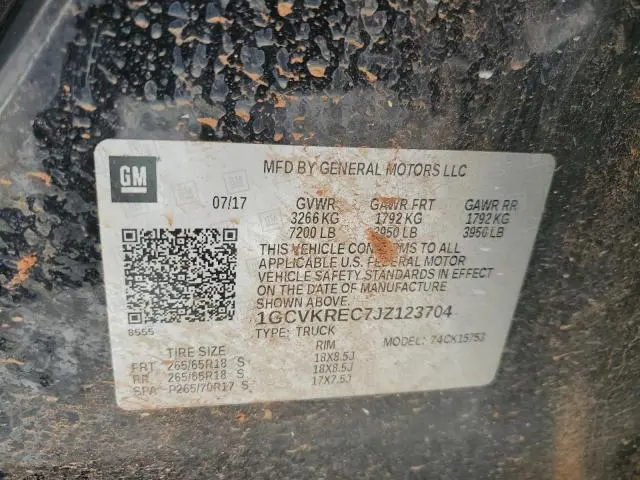 GM
MFD BY GENERAL MOTORS LLC
07/17 GVWR GAWR FRT GAWR RR
3266 KG 1792 KG 1792 KG
7200 LB 3950 LB 3950 LB
THIS VEHICLE CONFORMS TO ALL
APPLICABLE U.S. FEDERAL MOTOR
VEHICLE SAFETY STANDARDS IN EFFECT
ON THE DATE OF MANUFACTURE
SHOWN ABOVE.
8655
1GCVKREC7JZ123704
TYPE: TRUCK MODEL: 74CK15753
TIRE SIZE RIM
FRT 265/65R18 S 18X8.5J
RR 265/65R18 S 18X8.5J
SPA P265/70R17 S 17X7.5J